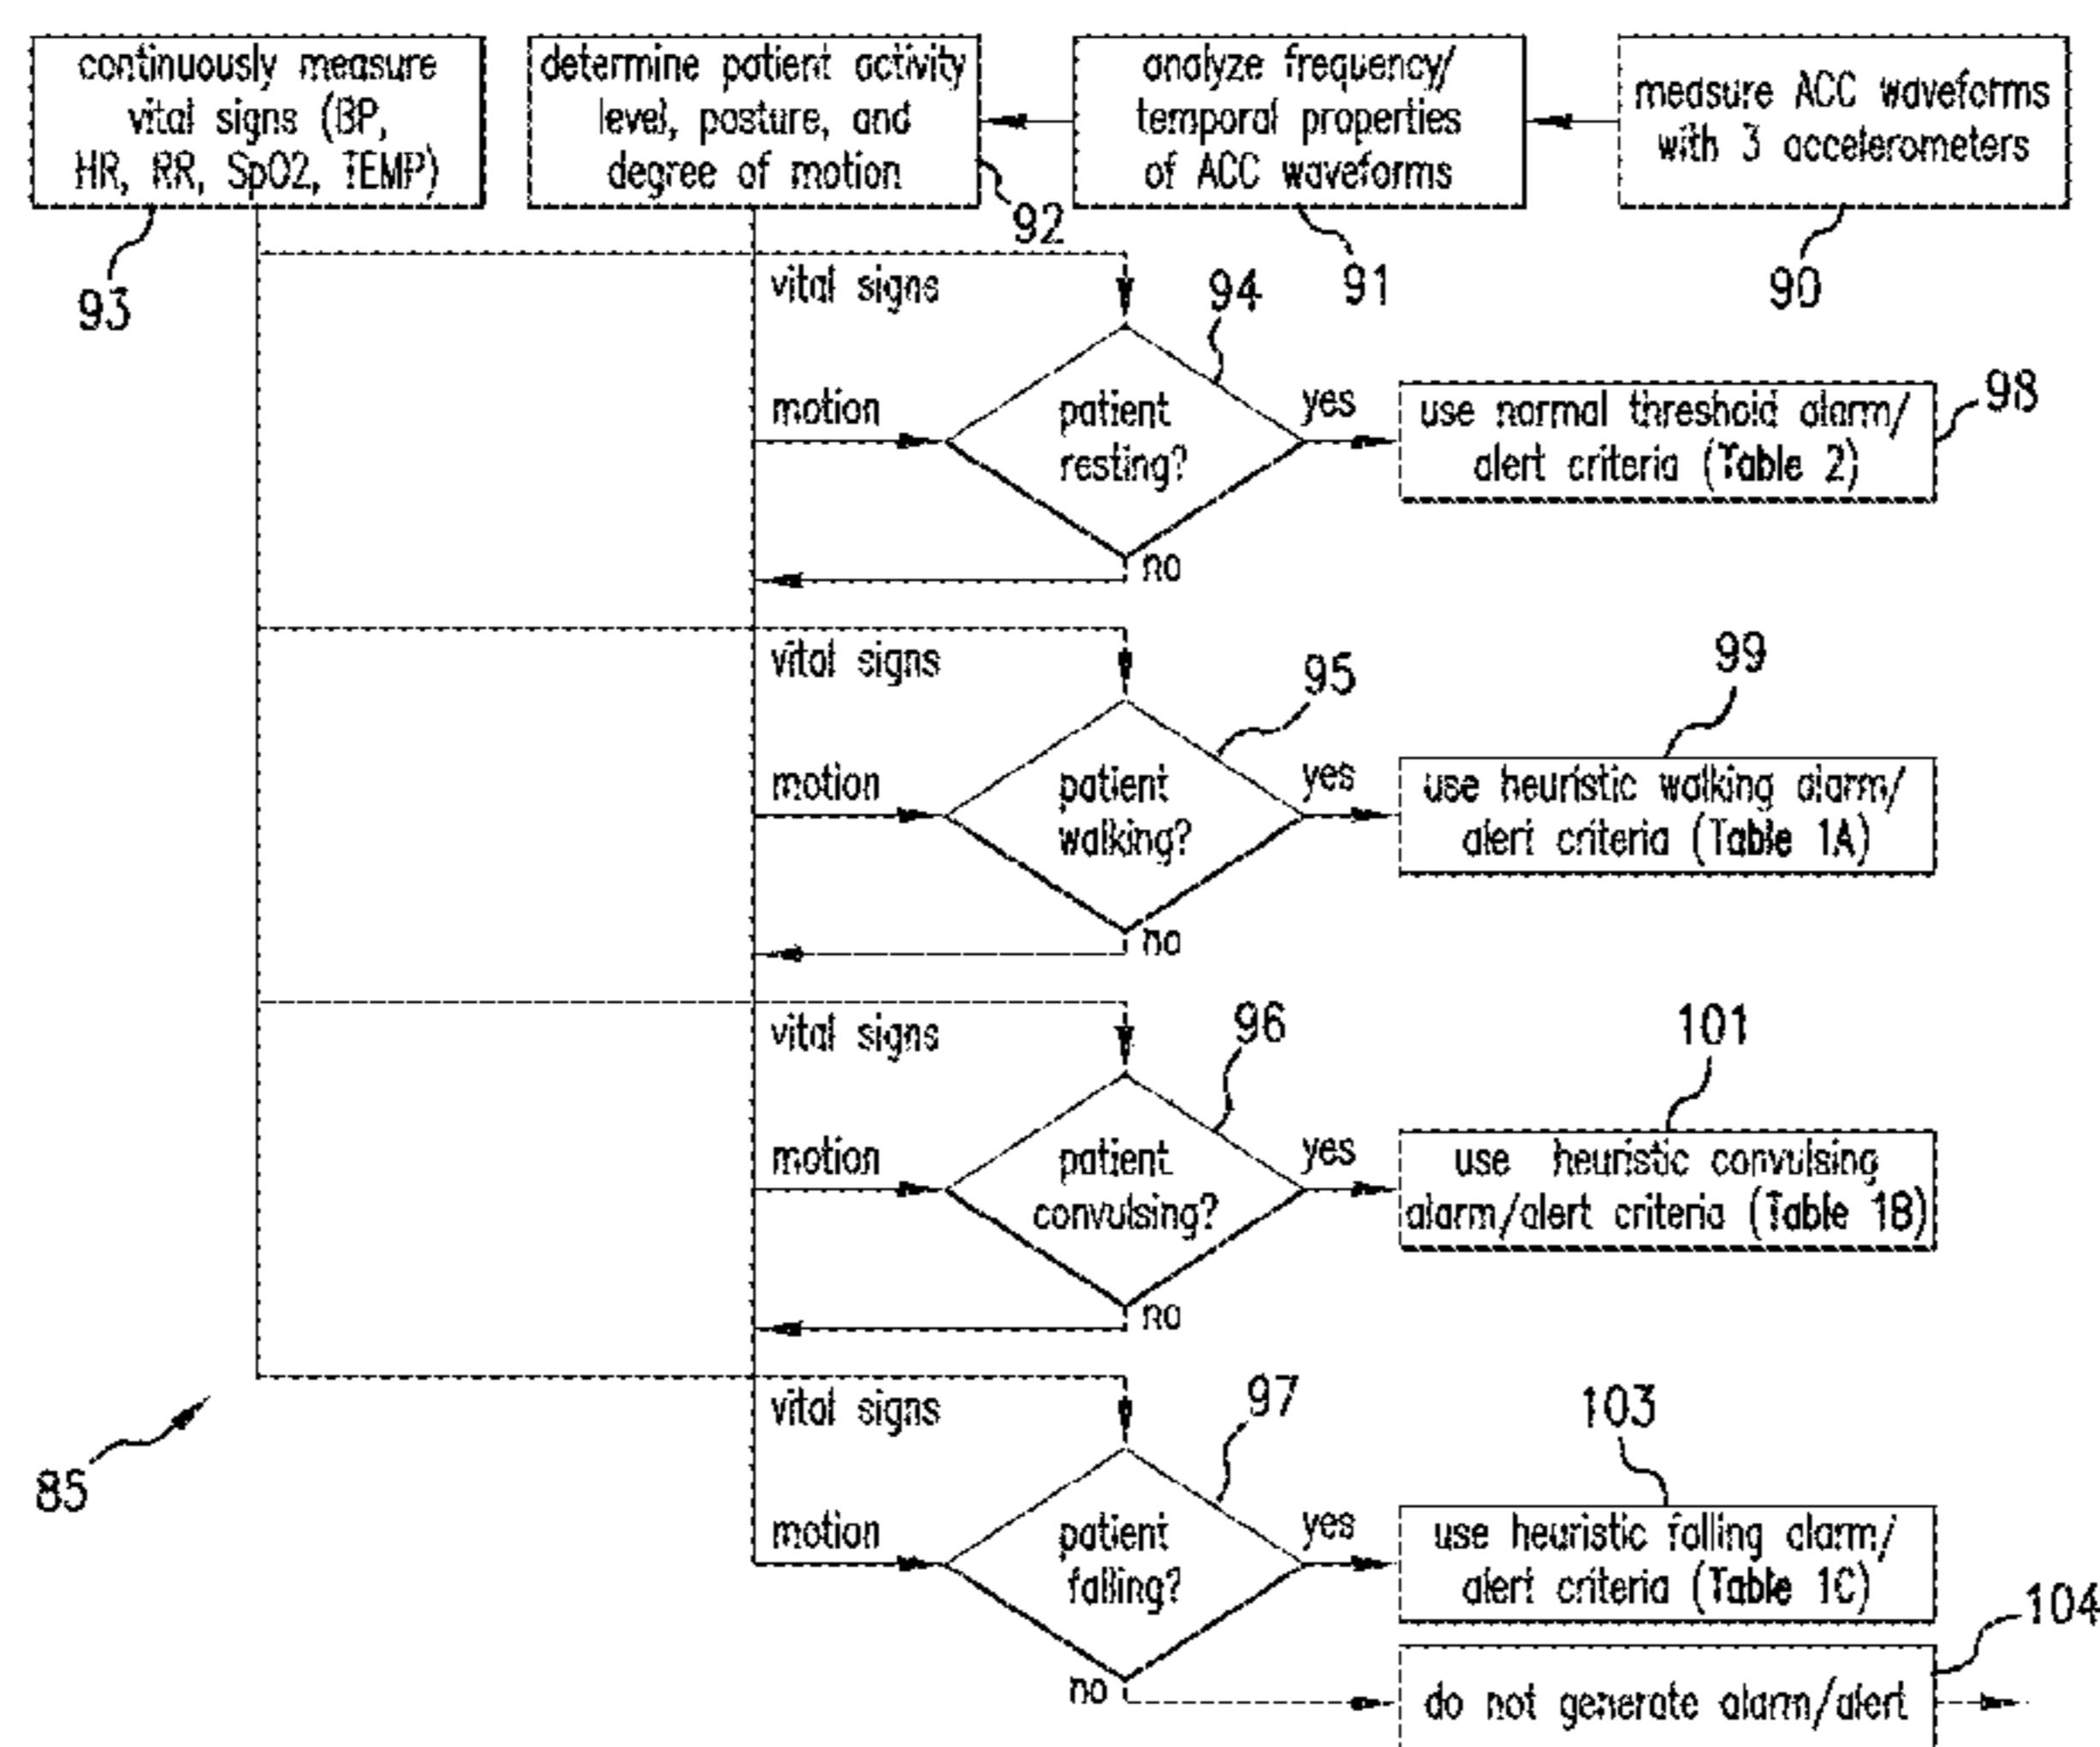 continuously measure
vital signs (BP,
HR, RR, SpO2, TEMP)
determine patient activity
level, posture, and
degree of motion
analyze frequency/
temporal properties
of ACC waveforms
measure ACC waveforms
with 3 accelerometers
93
92
91
90
vital signs
94
motion
patient
resting?
yes
use normal threshold alarm/
alert criteria (Table 2)
98
no
vital signs
95
99
motion
patient
walking?
yes
use heuristic walking alarm/
alert criteria (Table 1A)
no
vital signs
96
101
motion
patient
convulsing?
yes
use heuristic convulsing
alarm/alert criteria (Table 1B)
no
85
vital signs
97
103
motion
patient
falling?
yes
use heuristic falling alarm/
alert criteria (Table 1C)
104
no
do not generate alarm/alert